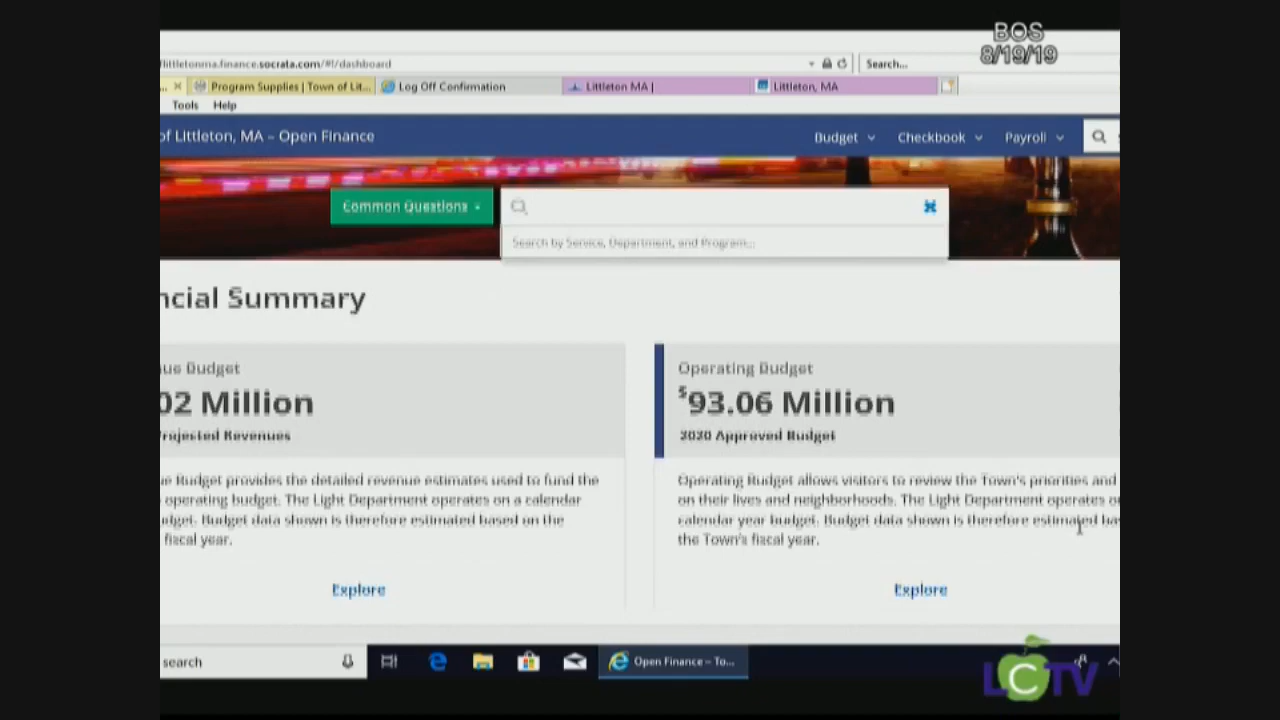 BOS
8/19/19
littletonma.finance.socrata.com/#!/dashboard
Search...
Program Supplies | Town of Lit...
Log Off Confirmation
Littleton MA |
Littleton, MA
Tools Help
of Littleton, MA – Open Finance
Budget
Checkbook
Payroll
Common Questions
Search by Service, Department, and Program...
ncial Summary
ue Budget
02 Million
rojected Revenues
e Budget provides the detailed revenue estimates used to fund the
operating budget. The Light Department operates on a calendar
dget. Budget data shown is therefore estimated based on the
fiscal year.
Explore
Operating Budget
$93.06 Million
2020 Approved Budget
Operating Budget allows visitors to review the Town's priorities and
on their lives and neighborhoods. The Light Department operates o
calendar year budget. Budget data shown is therefore estimated ba
the Town's fiscal year.
Explore
search
Open Finance – To...
LCTV